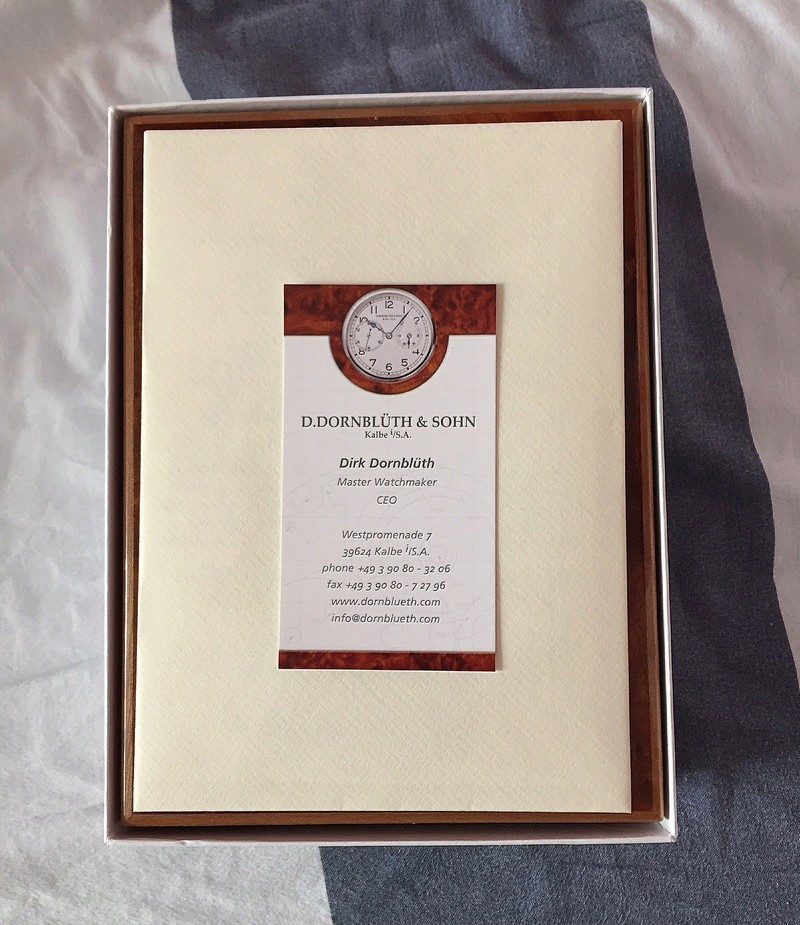 D.DORNBLÜTH & SOHN
Kalbe i/S.A.
Dirk Dornblüth
Master Watchmaker
CEO
Westpromenade 7
39624 Kalbe i/S.A.
phone +49 3 90 80 - 32 06
fax +49 3 90 80 - 7 27 96
www.dornblueth.com
info@dornblueth.com